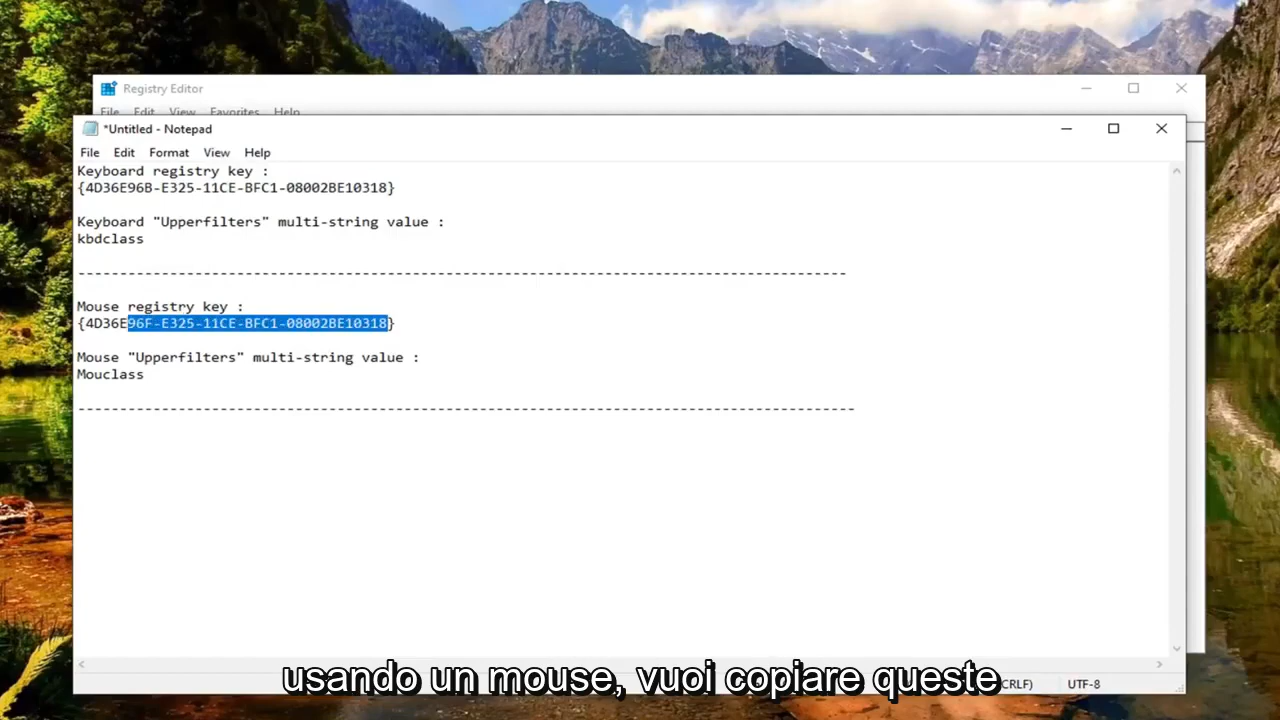 Registry Editor
File Edit View Favorites Help
*Untitled - Notepad
File Edit Format View Help
Keyboard registry key :
{4D36E96B-E325-11CE-BFC1-08002BE10318}
Keyboard "Upperfilters" multi-string value :
kbdclass
-------------------------------------------------------------------------------------------
Mouse registry key :
{4D36E96F-E325-11CE-BFC1-08002BE10318}
Mouse "Upperfilters" multi-string value :
Mouclass
--------------------------------------------------------------------------------------------
usando un mouse, vuoi copiare queste
CRLF) UTF-8